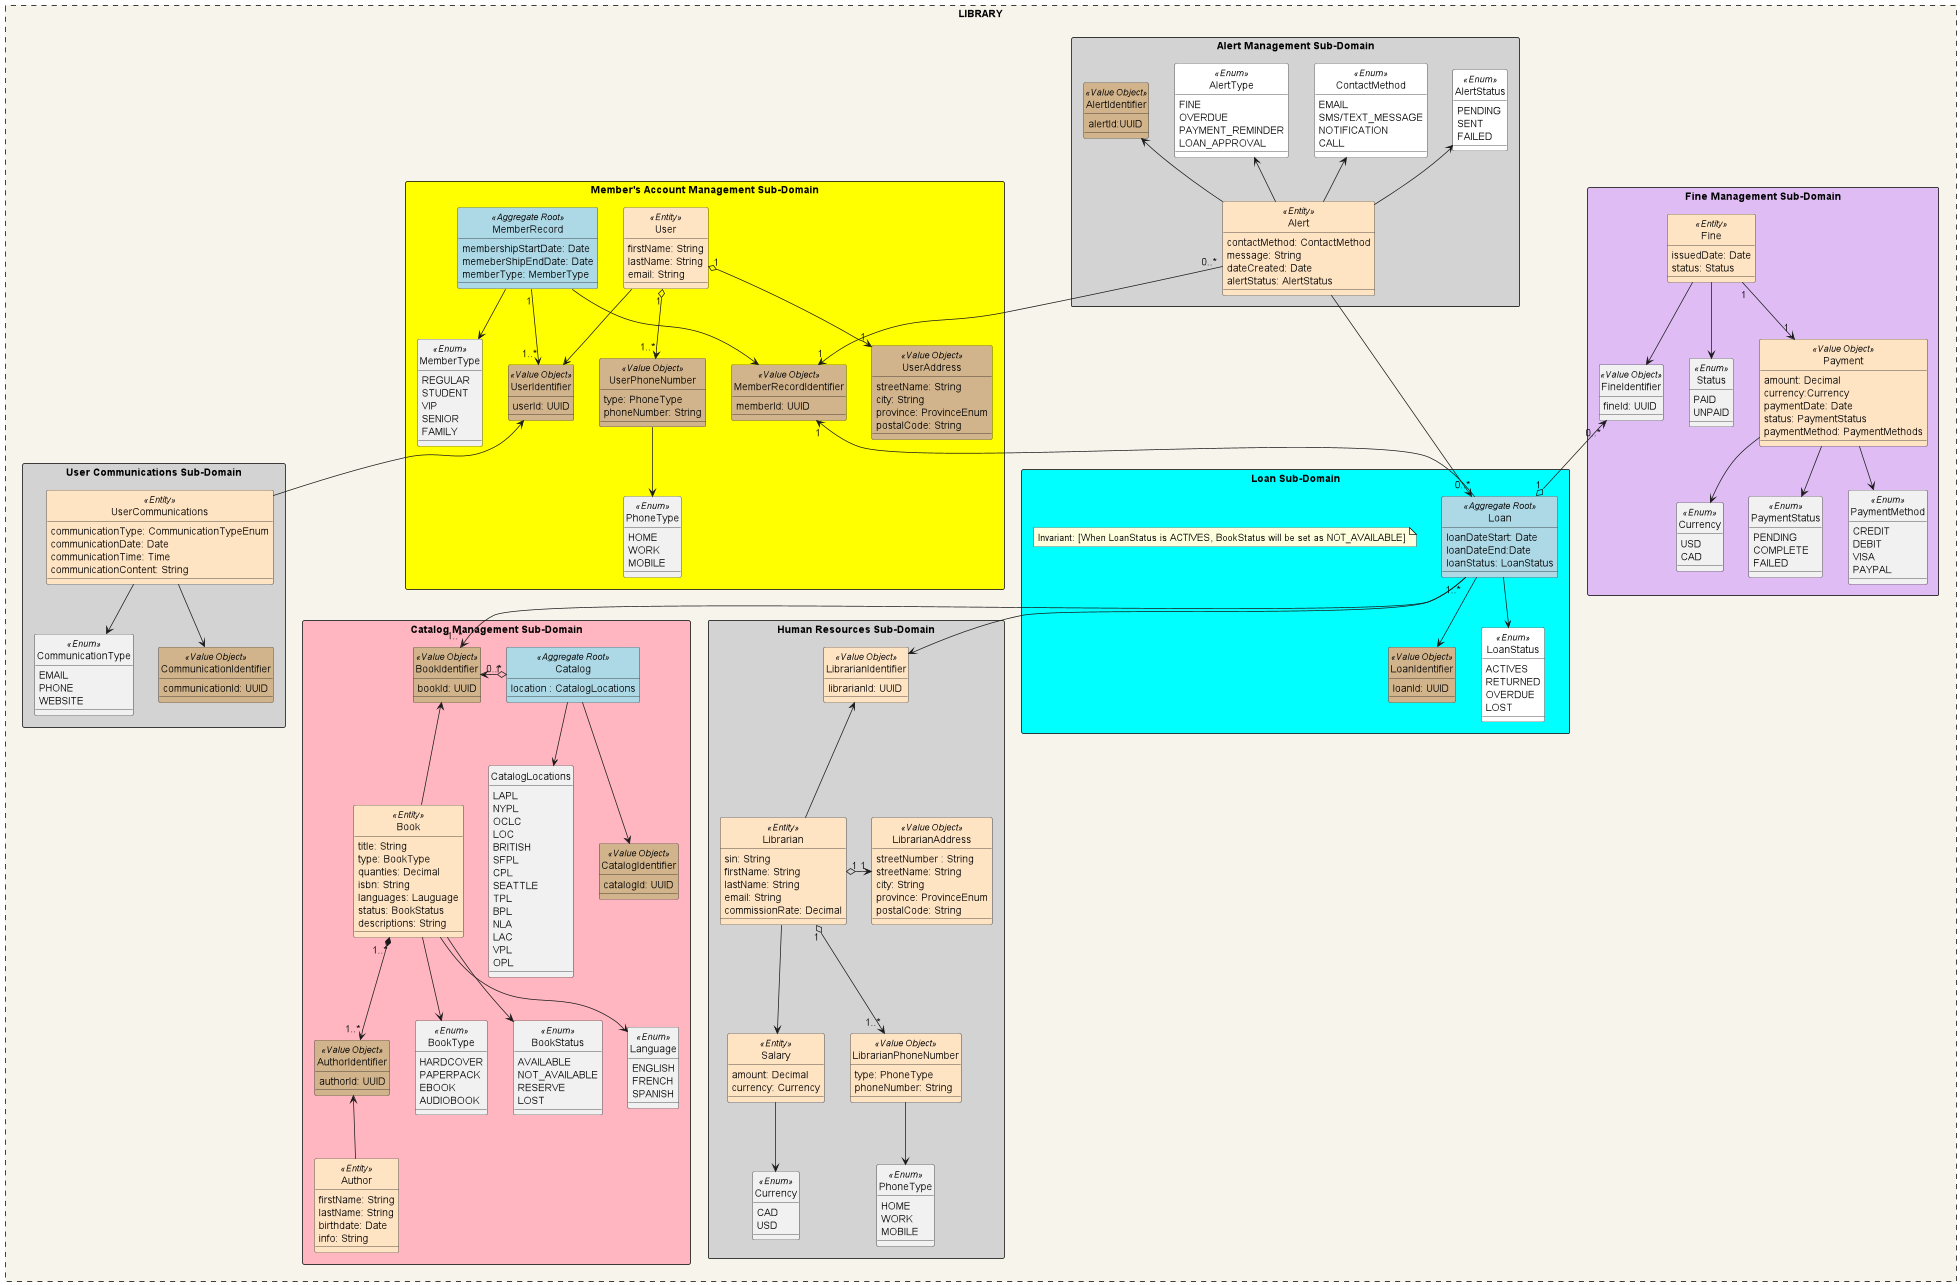 LIBRARY
Alert Management Sub-Domain
«Value Object»
AlertIdentifier
alertId:UUID
«Enum»
AlertType
FINE
OVERDUE
PAYMENT_REMINDER
LOAN_APPROVAL
«Enum»
ContactMethod
EMAIL
SMS/TEXT_MESSAGE
NOTIFICATION
CALL
«Enum»
AlertStatus
PENDING
SENT
FAILED
«Entity»
Alert
contactMethod: ContactMethod
message: String
dateCreated: Date
alertStatus: AlertStatus
0..*
Member's Account Management Sub-Domain
«Aggregate Root»
MemberRecord
membershipStartDate: Date
memeberShipEndDate: Date
memberType: MemberType
«Entity»
User
firstName: String
lastName: String
email: String
1
1
1
1..*
1..*
1
1
«Enum»
MemberType
REGULAR
STUDENT
VIP
SENIOR
FAMILY
«Value Object»
UserIdentifier
userId: UUID
«Value Object»
UserPhoneNumber
type: PhoneType
phoneNumber: String
«Value Object»
MemberRecordIdentifier
memberId: UUID
«Value Object»
UserAddress
streetName: String
city: String
province: ProvinceEnum
postalCode: String
1
«Enum»
PhoneType
HOME
WORK
MOBILE
Fine Management Sub-Domain
«Entity»
Fine
issuedDate: Date
status: Status
1
1
«Value Object»
FineIdentifier
fineId: UUID
«Enum»
Status
PAID
UNPAID
«Value Object»
Payment
amount: Decimal
currency:Currency
paymentDate: Date
status: PaymentStatus
paymentMethod: PaymentMethods
0..*
«Enum»
Currency
USD
CAD
«Enum»
PaymentStatus
PENDING
COMPLETE
FAILED
«Enum»
PaymentMethod
CREDIT
DEBIT
VISA
PAYPAL
User Communications Sub-Domain
«Entity»
UserCommunications
communicationType: CommunicationTypeEnum
communicationDate: Date
communicationTime: Time
communicationContent: String
«Enum»
CommunicationType
EMAIL
PHONE
WEBSITE
«Value Object»
CommunicationIdentifier
communicationId: UUID
Loan Sub-Domain
0..*
1
Invariant: [When LoanStatus is ACTIVES, BookStatus will be set as NOT_AVAILABLE]
«Aggregate Root»
Loan
loanDateStart: Date
loanDateEnd:Date
loanStatus: LoanStatus
1..*
«Value Object»
LoanIdentifier
loanId: UUID
«Enum»
LoanStatus
ACTIVES
RETURNED
OVERDUE
LOST
Catalog Management Sub-Domain
«Value Object»
BookIdentifier
bookId: UUID
0..*
«Aggregate Root»
Catalog
location : CatalogLocations
CatalogLocations
LAPL
NYPL
OCLC
LOC
BRITISH
SFPL
CPL
SEATTLE
TPL
BPL
NLA
LAC
VPL
OPL
«Value Object»
CatalogIdentifier
catalogId: UUID
«Entity»
Book
title: String
type: BookType
quanties: Decimal
isbn: String
languages: Lauguage
status: BookStatus
descriptions: String
1..*
1..*
«Value Object»
AuthorIdentifier
authorId: UUID
«Enum»
BookType
HARDCOVER
PAPERPACK
EBOOK
AUDIOBOOK
«Enum»
BookStatus
AVAILABLE
NOT_AVAILABLE
RESERVE
LOST
«Enum»
Language
ENGLISH
FRENCH
SPANISH
«Entity»
Author
firstName: String
lastName: String
birthdate: Date
info: String
Human Resources Sub-Domain
«Value Object»
LibrarianIdentifier
librarianId: UUID
«Entity»
Librarian
sin: String
firstName: String
lastName: String
email: String
commissionRate: Decimal
1 1
«Value Object»
LibrarianAddress
streetNumber : String
streetName: String
city: String
province: ProvinceEnum
postalCode: String
1
1..*
«Entity»
Salary
amount: Decimal
currency: Currency
«Value Object»
LibrarianPhoneNumber
type: PhoneType
phoneNumber: String
«Enum»
Currency
CAD
USD
«Enum»
PhoneType
HOME
WORK
MOBILE